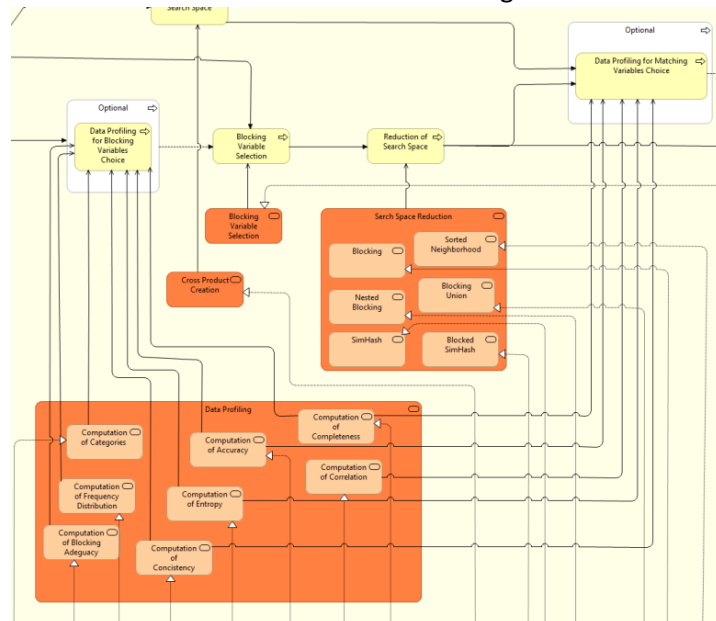 Search Space
Optional
Data Profiling for Matching
Variables Choice
Optional
Data Profiling
for Blocking
Variables
Choice
Blocking
Variable
Selection
Reduction of
Search Space
Blocking
Variable
Selection
Serch Space Reduction
Sorted
Neighborhood
Blocking
Cross Product
Creation
Nested
Blocking
Blocking
Union
SimHash
Blocked
SimHash
Data Profiling
Computation
of
Completeness
Computation
of Categories
Computation
of Accuracy
Computation
of Correlation
Computation
of Frequency
Distribution
Computation
of Entropy
Computation
of Blocking
Adeguacy
Computation
of
Concistency